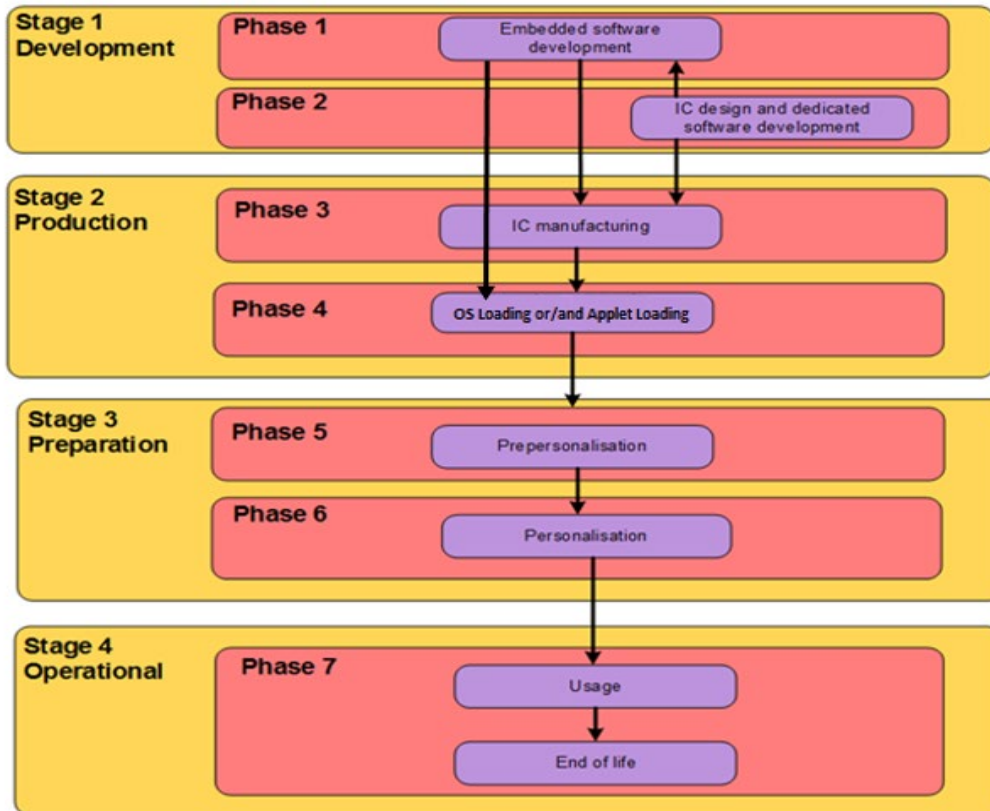 Stage 1
Development
Phase 1
Embedded software
development
Phase 2
IC design and dedicated
software development
Stage 2
Production
Phase 3
IC manufacturing
Phase 4
OS Loading or/and Applet Loading
Stage 3
Preparation
Phase 5
Prepersonalisation
Phase 6
Personalisation
Stage 4
Operational
Phase 7
Usage
End of life